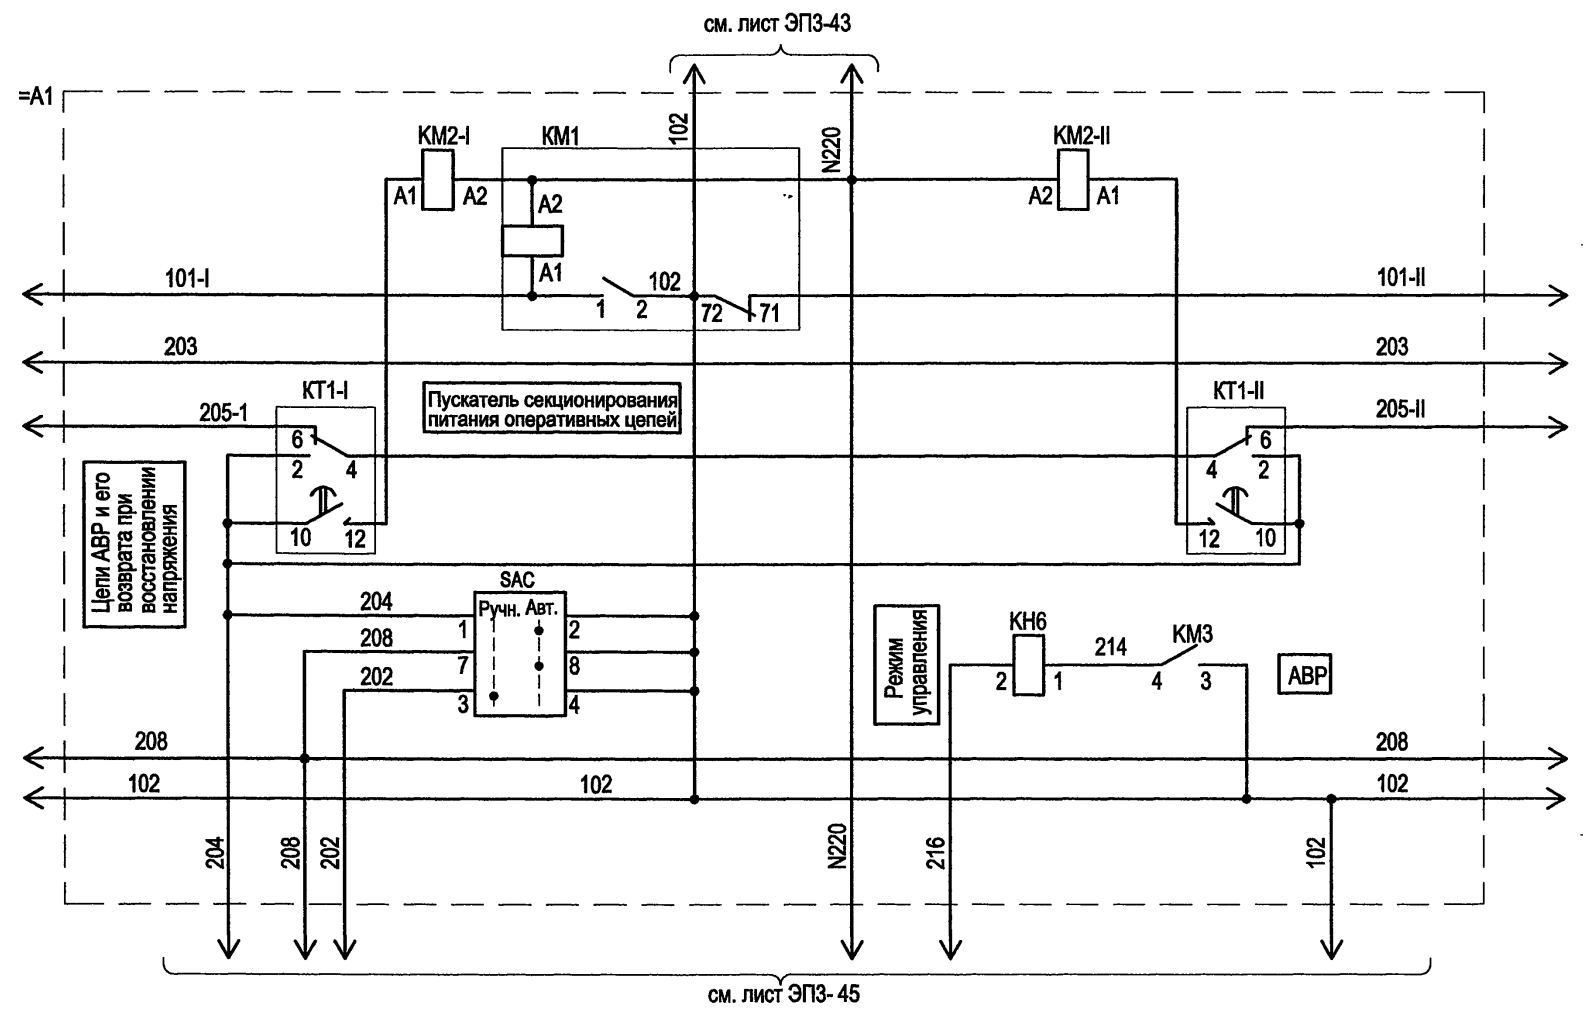 см. лист ЭП3-43
=А1
КМ2-I
КМ1
102
N220
КМ2-II
А1
А2
А2
А2
А1
А1
101-I
102
1
2
72
71
101-II
203
203
КТ1-I
Пускатель секционирования
питания оперативных цепей
КТ1-II
205-1
205-II
6
2
4
10
12
6
4
2
12
10
Цепи АВР и его
возврата при
восстановлении
напряжения
SAC
204
Ручн.
Авт.
1
2
208
7
8
202
3
4
Режим
управления
КН6
214
КМ3
2
1
4
3
АВР
208
208
102
102
102
204
208
202
N220
216
102
см. лист ЭП3- 45